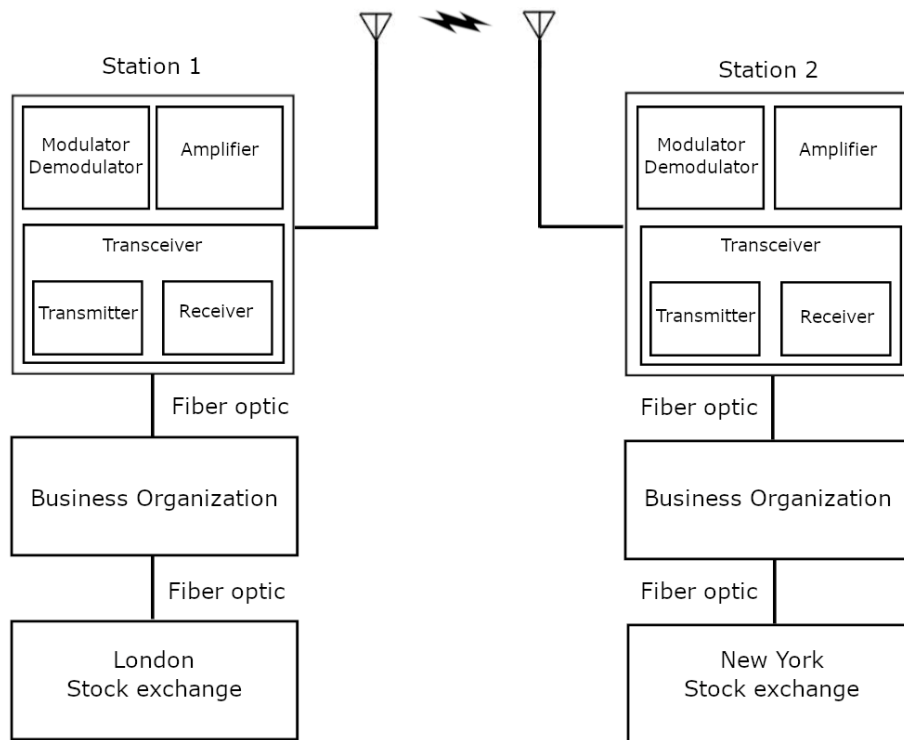 Station 1
Modulator
Demodulator
Amplifier
Transceiver
Transmitter
Receiver
Fiber optic
Business Organization
Fiber optic
London
Stock exchange
Station 2
Modulator
Demodulator
Amplifier
Transceiver
Transmitter
Receiver
Fiber optic
Business Organization
Fiber optic
New York
Stock exchange